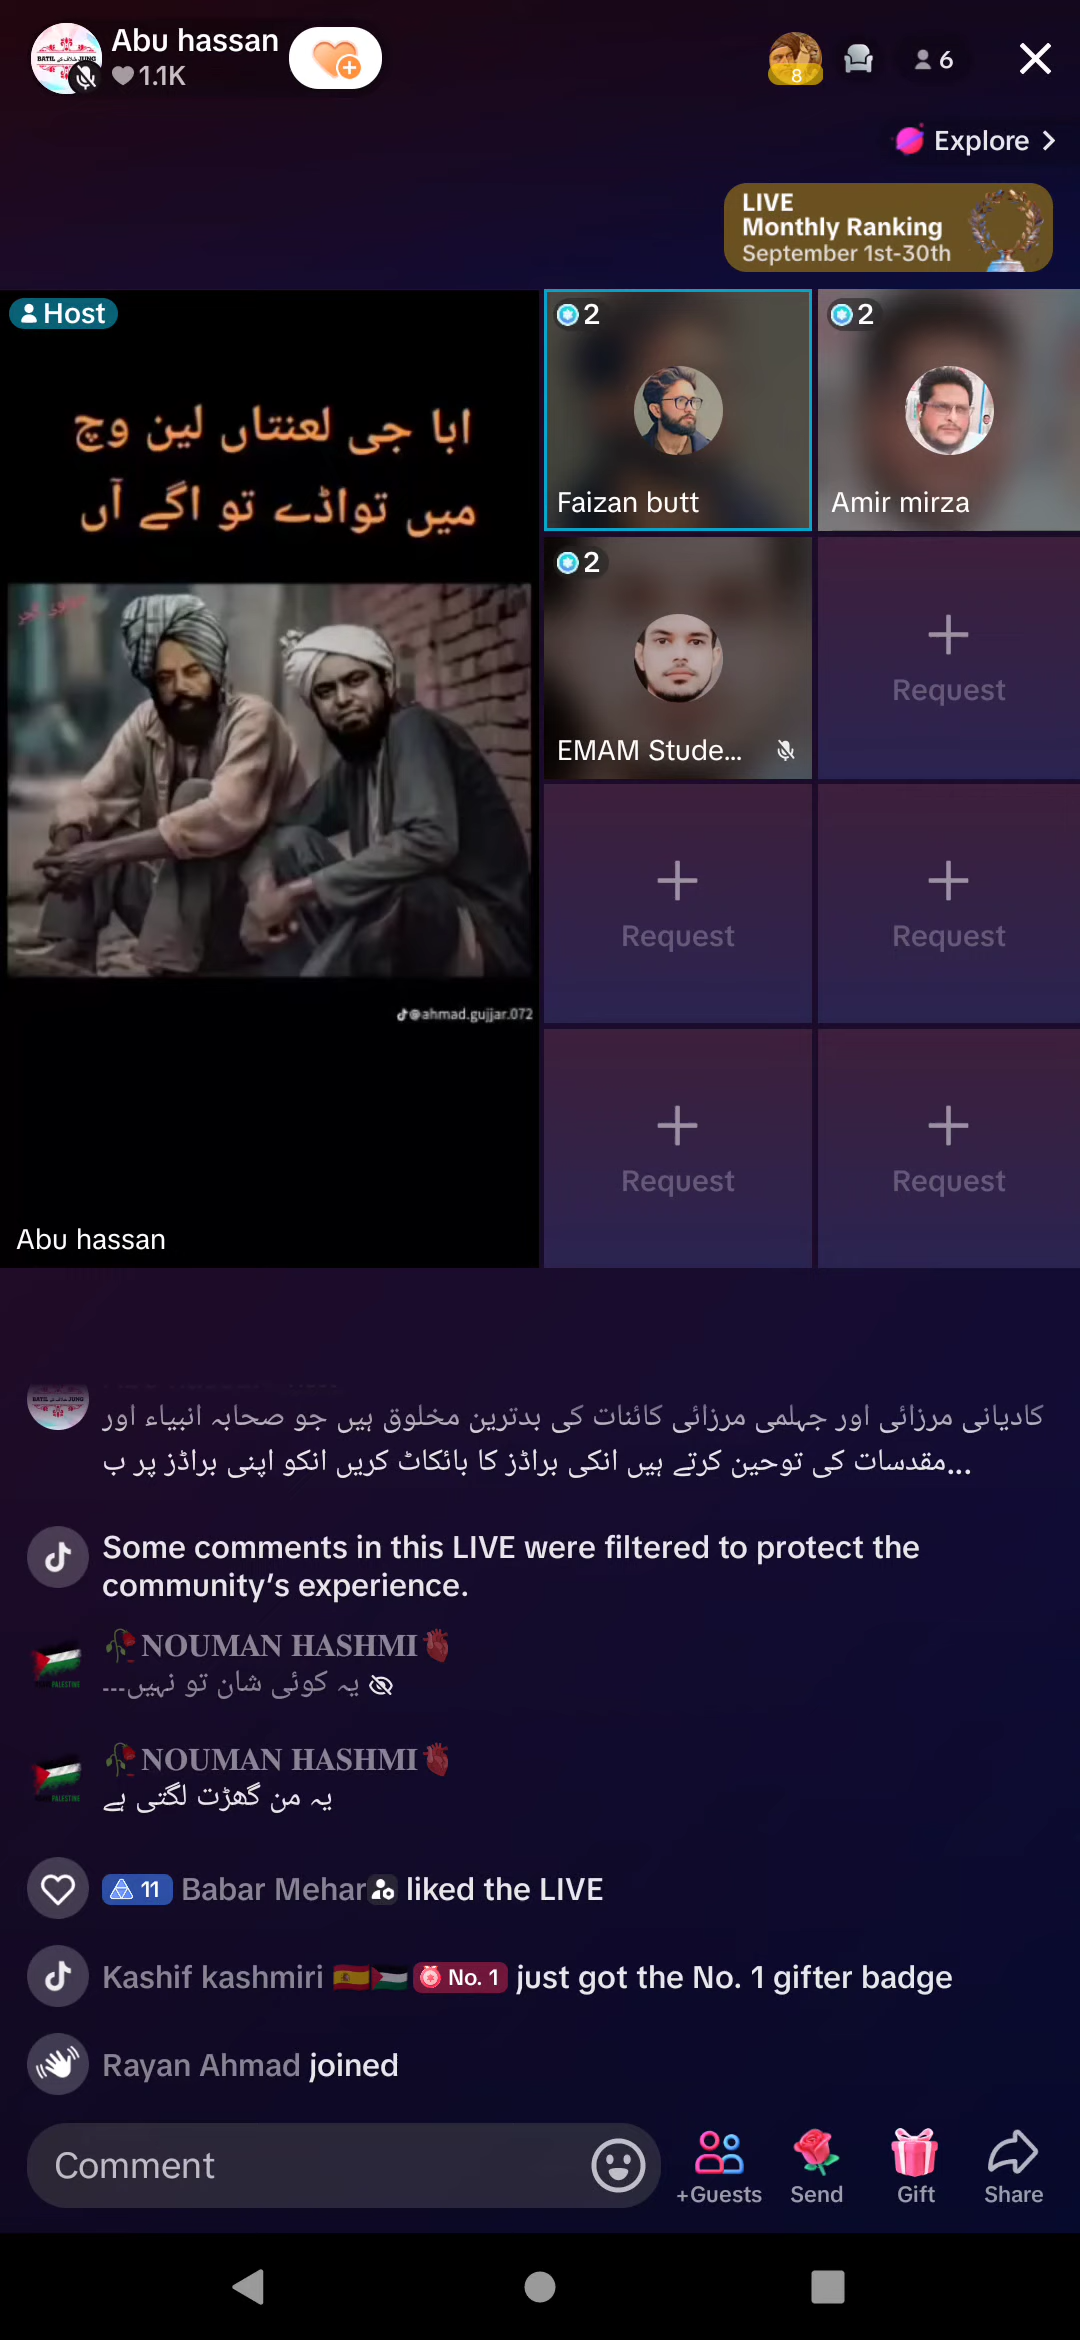 Abu hassan
1.1K
8
6
Explore
LIVE
Monthly Ranking
September 1st-30th
Host
ابا جی لعنتاں لین وچ
میں تواڈے تو اگے آں
@ahmad.gujjar.072
Abu hassan
2
Faizan butt
2
Amir mirza
2
EMAM Stude...
Request
Request
Request
Request
Request
کادیانی مرزائی اور جہلمی مرزائی کائنات کی بدترین مخلوق ہیں جو صحابہ انبیاء اور
مقدسات کی توحین کرتے ہیں انکی براڈز کا بائکاٹ کریں انکو اپنی براڈز پر ب...
Some comments in this LIVE were filtered to protect the
community's experience.
🥀NOUMAN HASHMI🫀
یہ کوئی شان تو نہیں...
🥀NOUMAN HASHMI🫀
یہ من گھڑت لگتی ہے
11 Babar Mehar liked the LIVE
Kashif kashmiri 🇪🇸🇵🇸 No. 1 just got the No. 1 gifter badge
Rayan Ahmad joined
Comment
+Guests
Send
Gift
Share